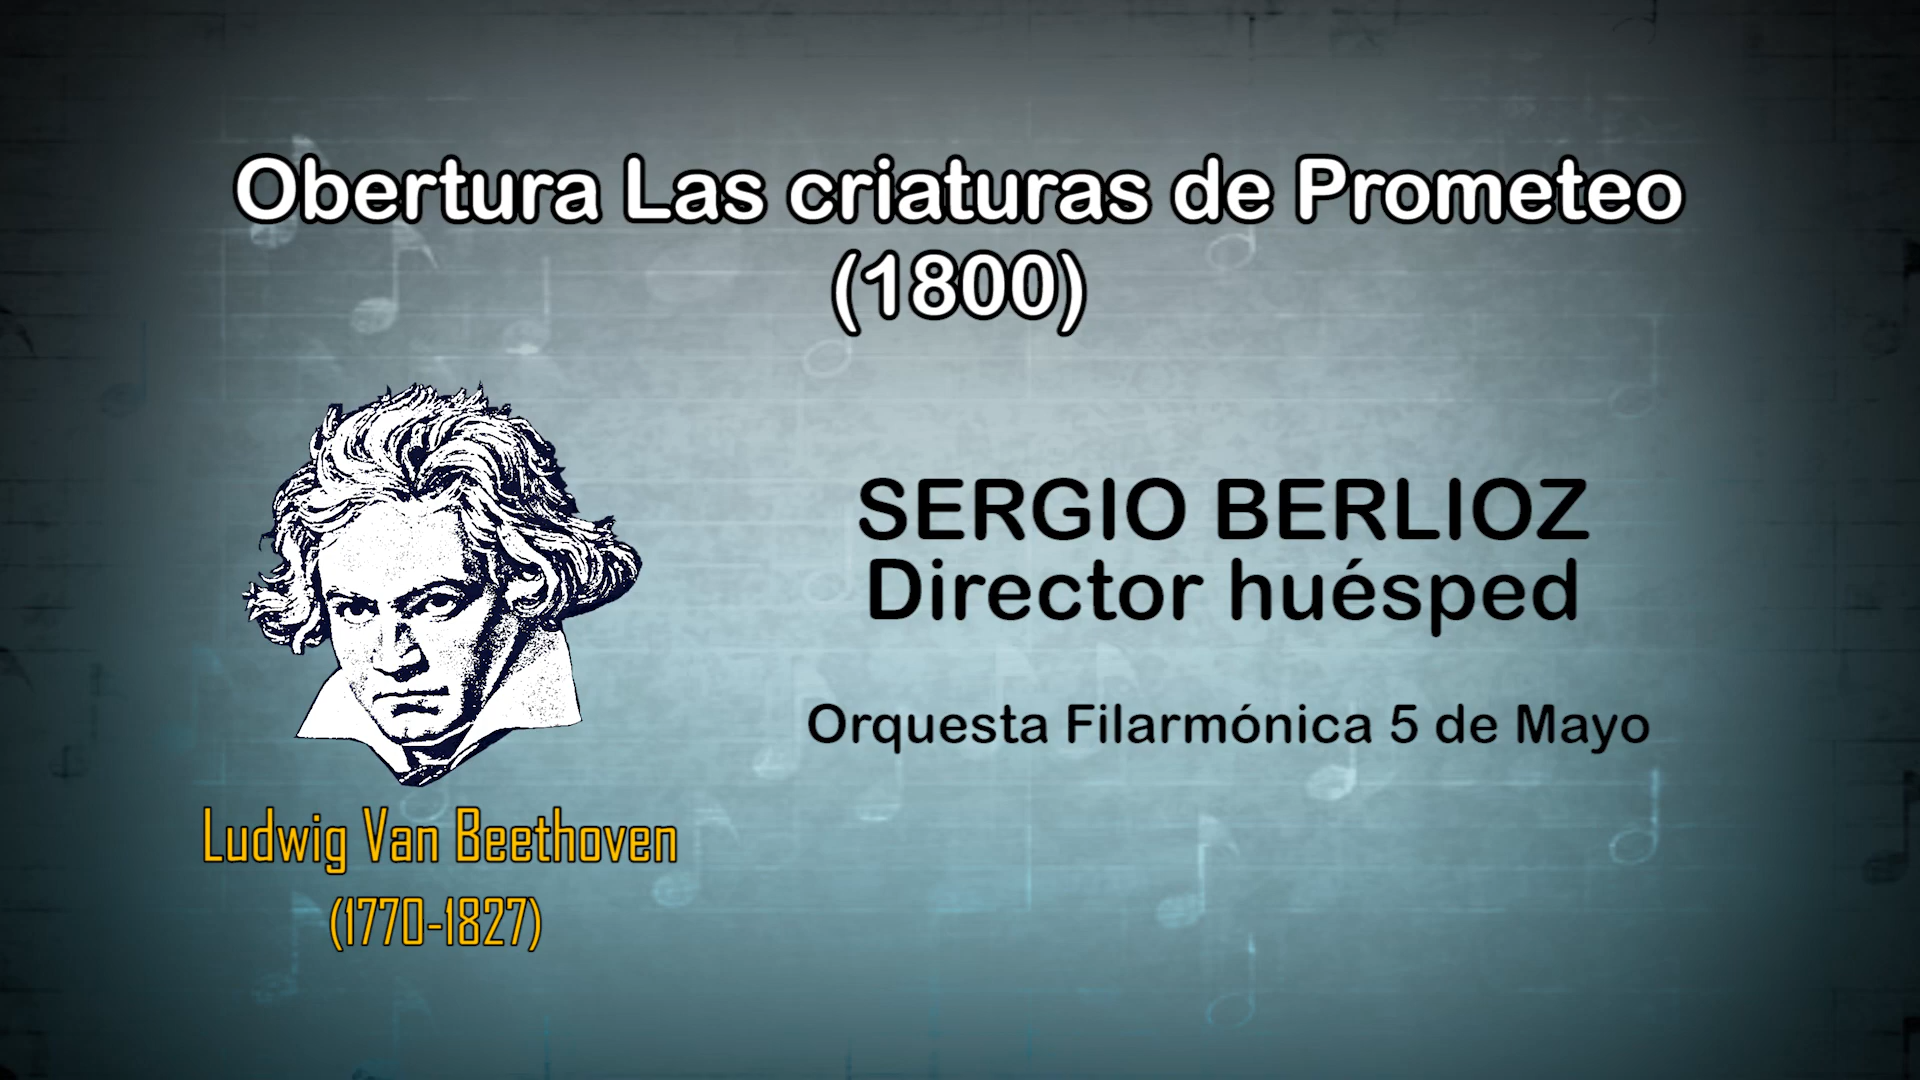 Obertura Las criaturas de Prometeo
(1800)
SERGIO BERLIOZ
Director huésped
Orquesta Filarmónica 5 de Mayo
Ludwig Van Beethoven
(1770-1827)